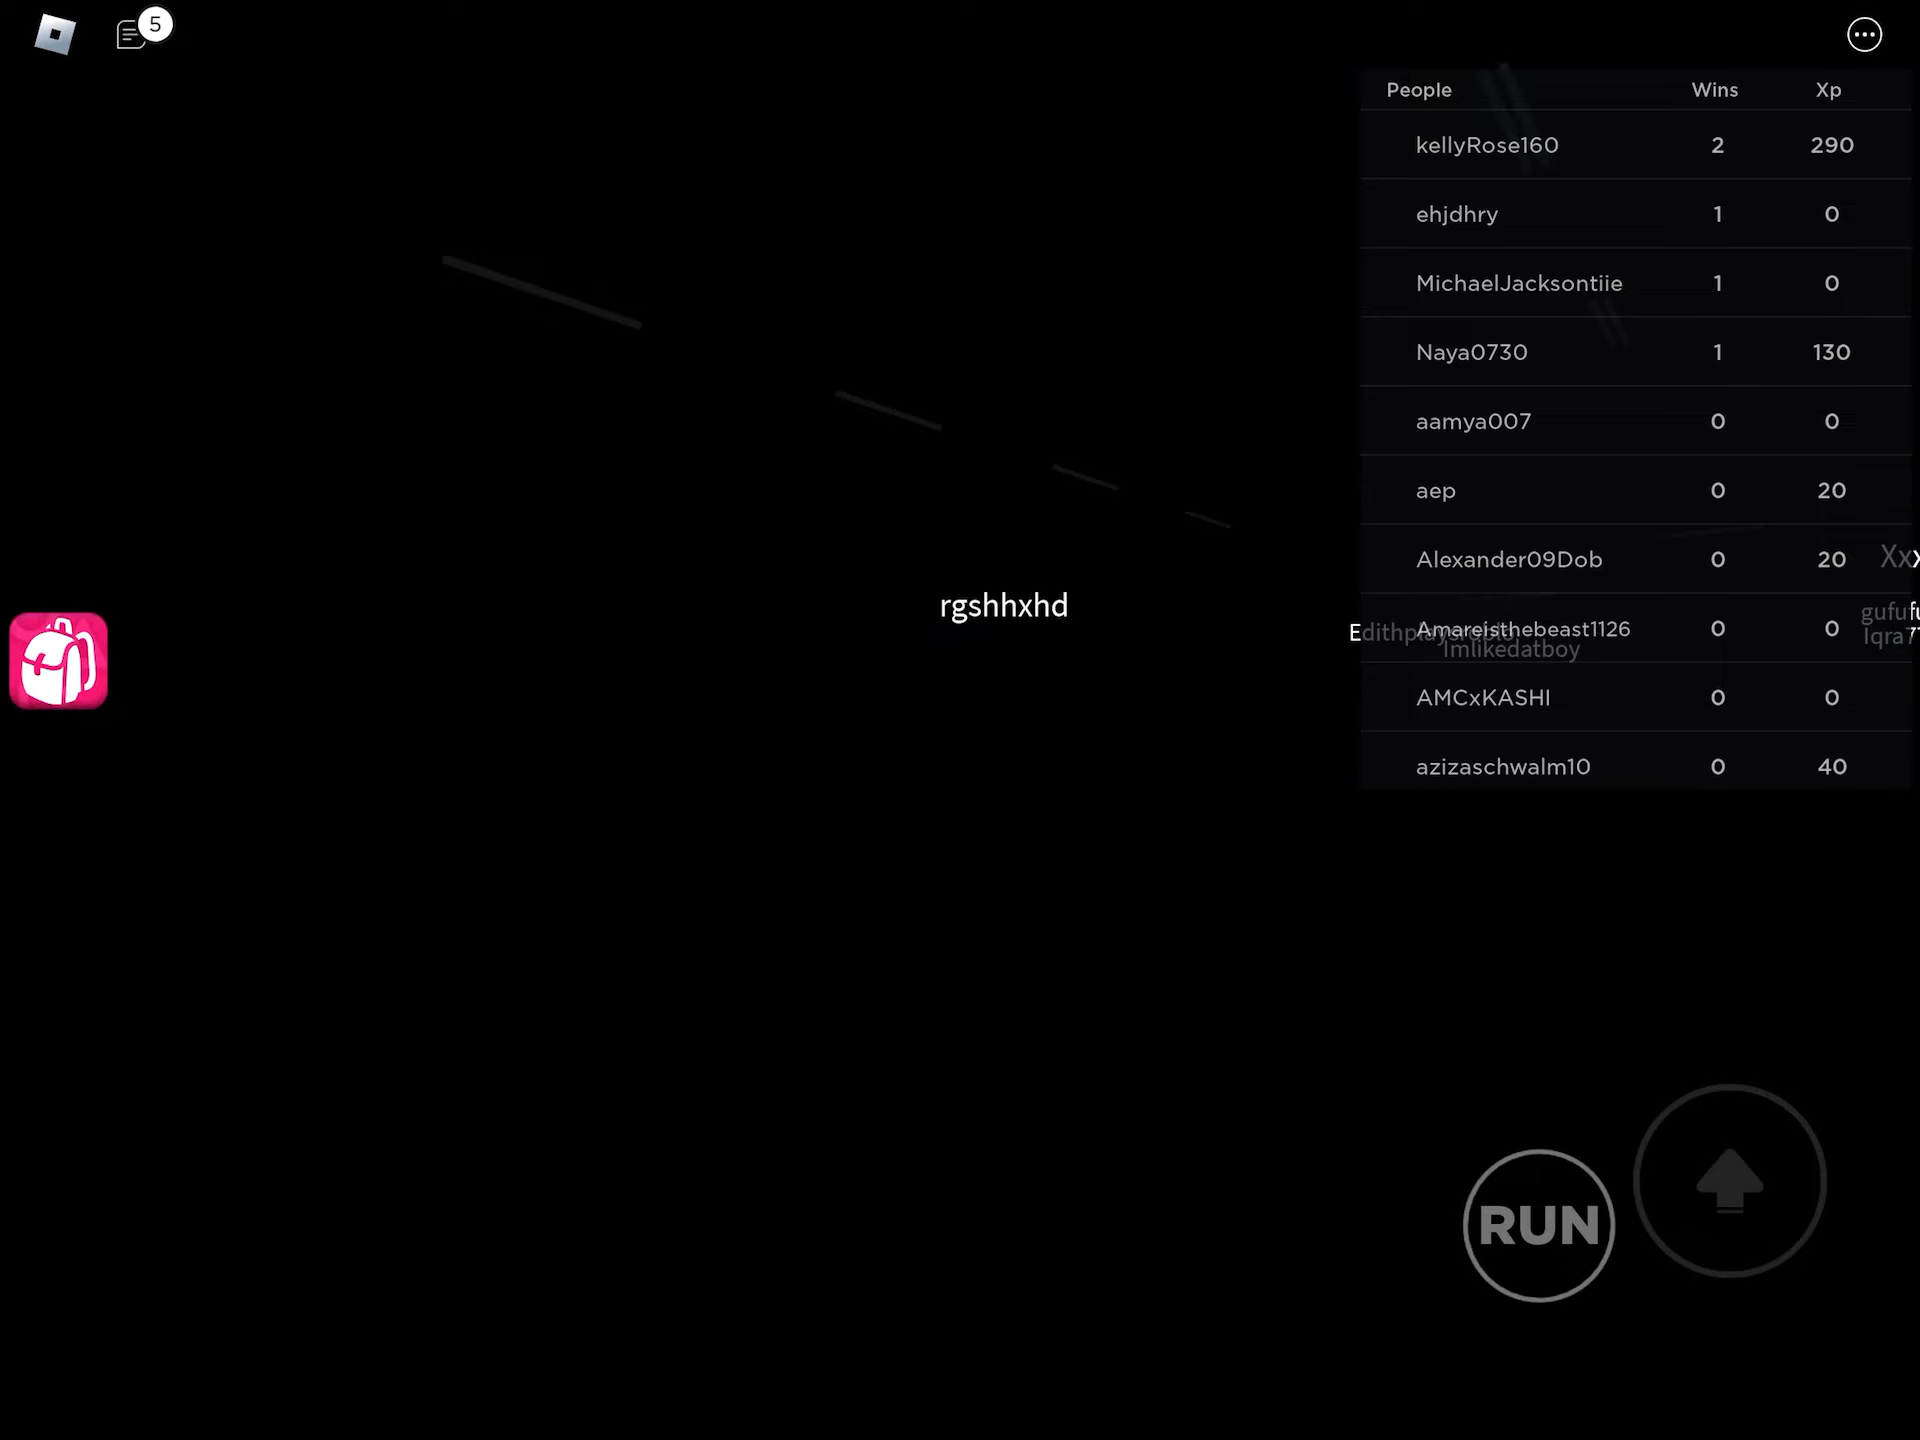 5
People Wins Xp
kellyRose160 2 290
ehjdhry 1 0
MichaelJacksontiie 1 0
Naya0730 1 130
aamya007 0 0
aep 0 20
Alexander09Dob 0 20
rgshhxhd
Amareisthebeast1126 0 0
Imlikedatboy
AMCxKASHI 0 0
azizaschwalm10 0 40
RUN